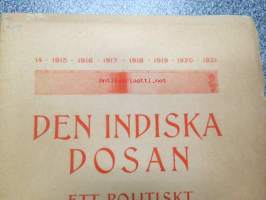 14 - 1915 - 1916 - 1917 - 1918 - 1919 - 1920 - 1921
Antikvariaatti.net
DEN INDISKA
DOSAN
ETT POLITISKT